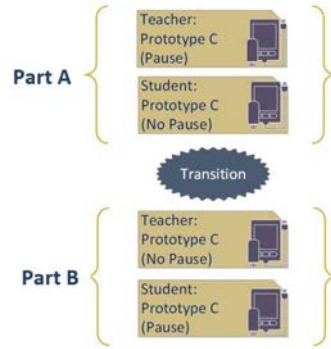 Teacher:
Prototype C
(Pause)
Part A
Student:
Prototype C
(No Pause)
Transition
Teacher:
Prototype C
(No Pause)
Part B
Student:
Prototype C
(Pause)